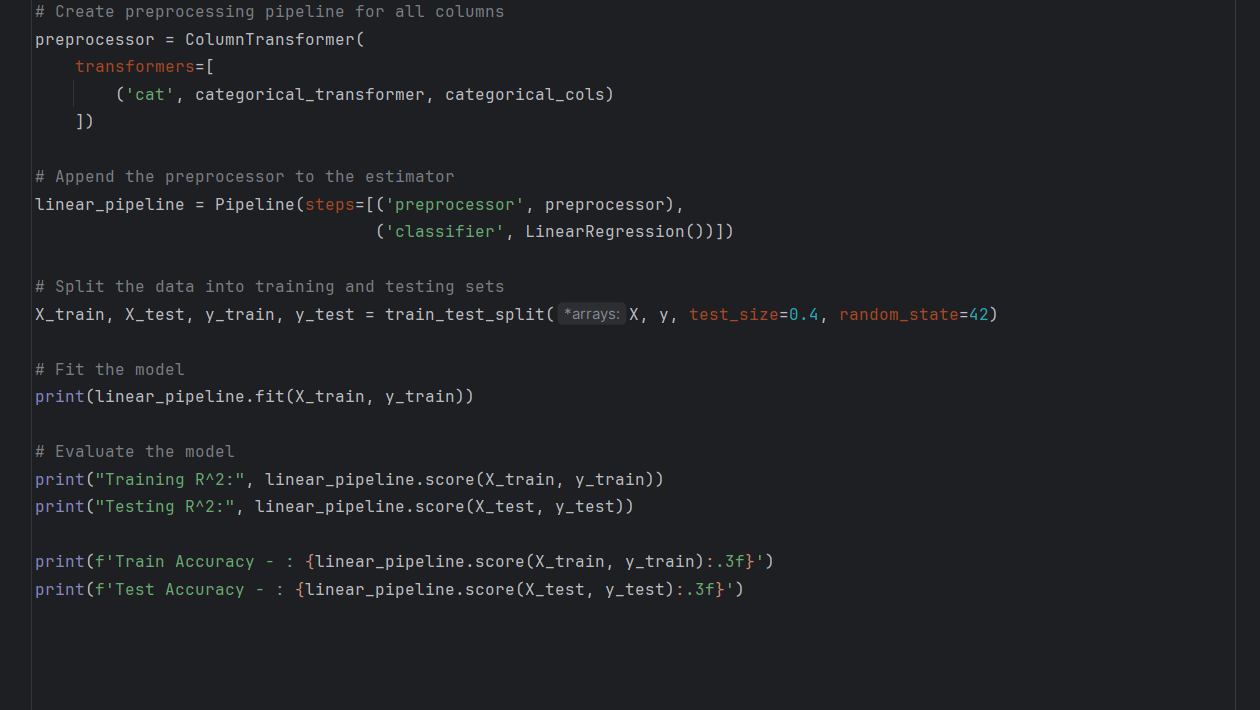 # Create preprocessing pipeline for all columns
preprocessor = ColumnTransformer(
    transformers=[
        ('cat', categorical_transformer, categorical_cols)
    ])

# Append the preprocessor to the estimator
linear_pipeline = Pipeline(steps=[('preprocessor', preprocessor),
                                  ('classifier', LinearRegression())])

# Split the data into training and testing sets
X_train, X_test, y_train, y_test = train_test_split( *arrays: X, y, test_size=0.4, random_state=42)

# Fit the model
print(linear_pipeline.fit(X_train, y_train))

# Evaluate the model
print("Training R^2:", linear_pipeline.score(X_train, y_train))
print("Testing R^2:", linear_pipeline.score(X_test, y_test))

print(f'Train Accuracy - : {linear_pipeline.score(X_train, y_train):.3f}')
print(f'Test Accuracy - : {linear_pipeline.score(X_test, y_test):.3f}')